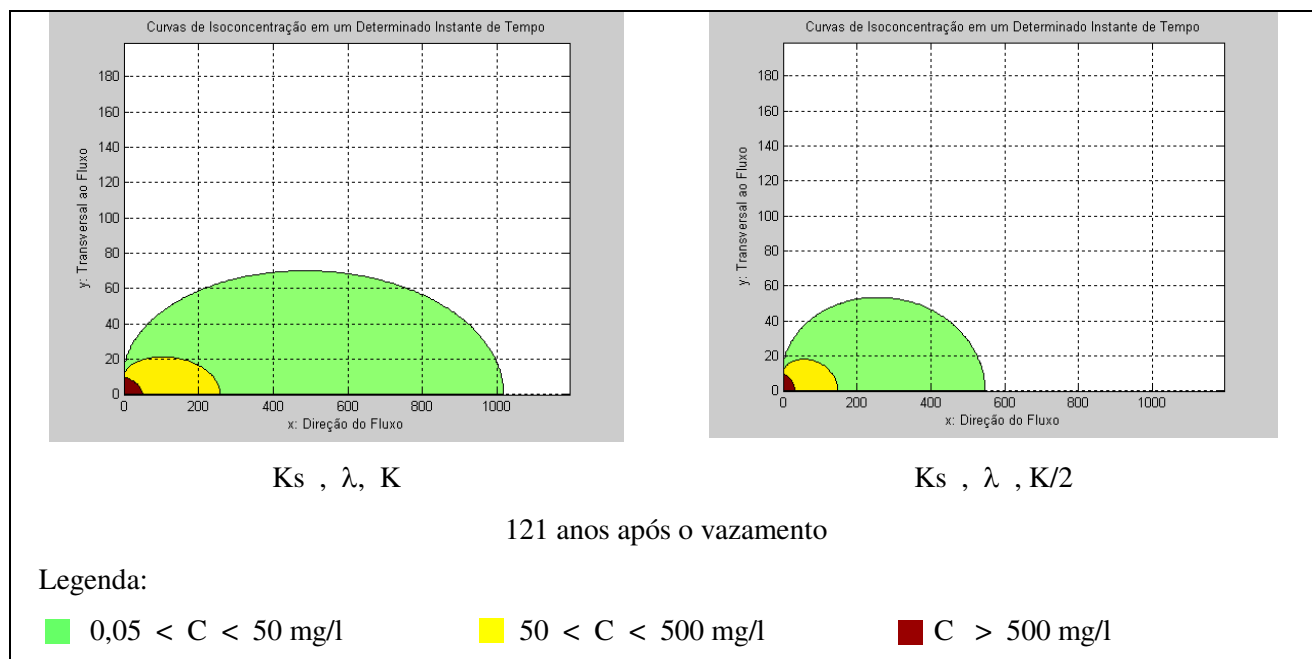 Curvas de Isoconcentração em um Determinado Instante de Tempo
180
160
140
120
100
80
60
40
20
0
y: Transversal ao Fluxo
0 200 400 600 800 1000
x: Direção do Fluxo
Ks , λ, K
Curvas de Isoconcentração em um Determinado Instante de Tempo
180
160
140
120
100
80
60
40
20
0
y: Transversal ao Fluxo
0 200 400 600 800 1000
x: Direção do Fluxo
Ks , λ , K/2
121 anos após o vazamento
Legenda:
0,05 < C < 50 mg/l 50 < C < 500 mg/l C > 500 mg/l